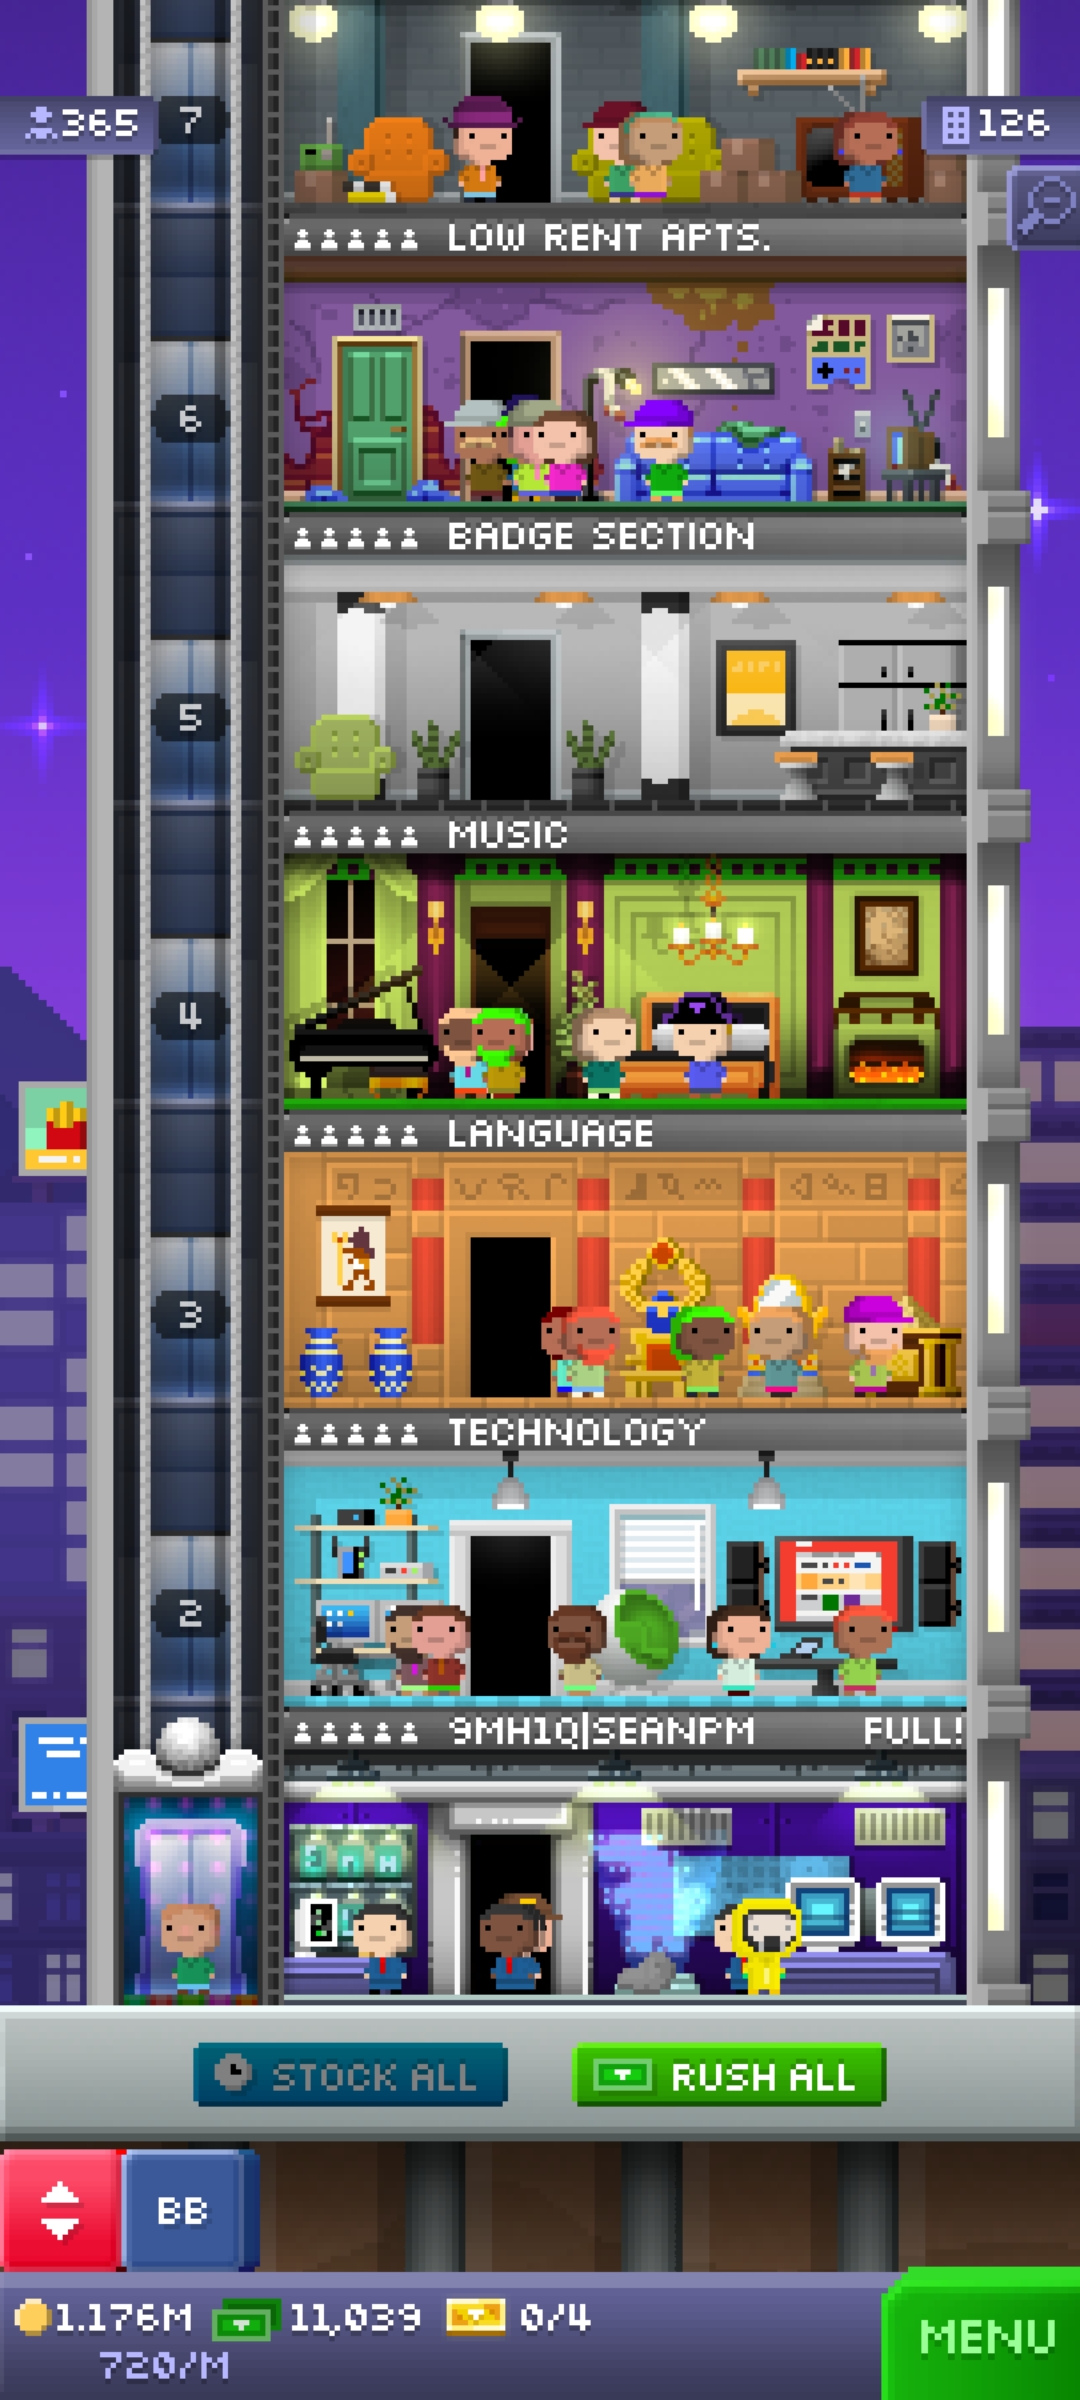 7
365
126
LOW RENT APTS.
6
BADGE SECTION
5
MUSIC
4
LANGUAGE
3
TECHNOLOGY
2
9MH1Q|SEANPM FULL!
STOCK ALL
RUSH ALL
BB
1.176M 11,039 0/4
720/M
MENU